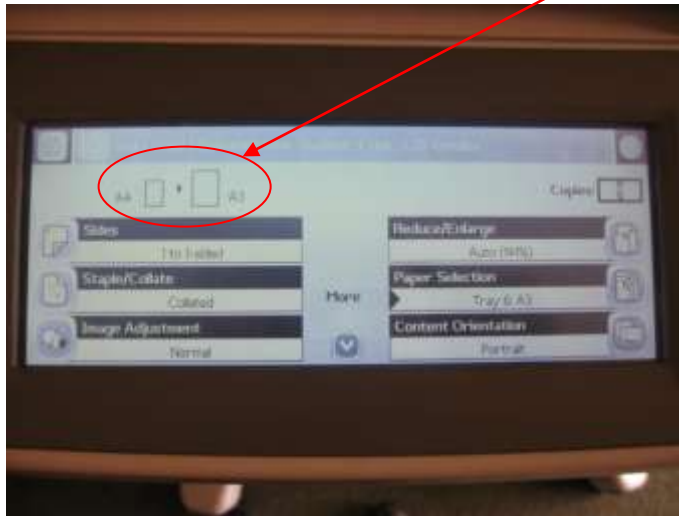 A4 A3
Copies
Sides
1 to 1-sided
Staple/Collate
Collated
Image Adjustment
Normal
More
Reduce/Enlarge
Auto (141%)
Paper Selection
Tray 6: A3
Content Orientation
Portrait